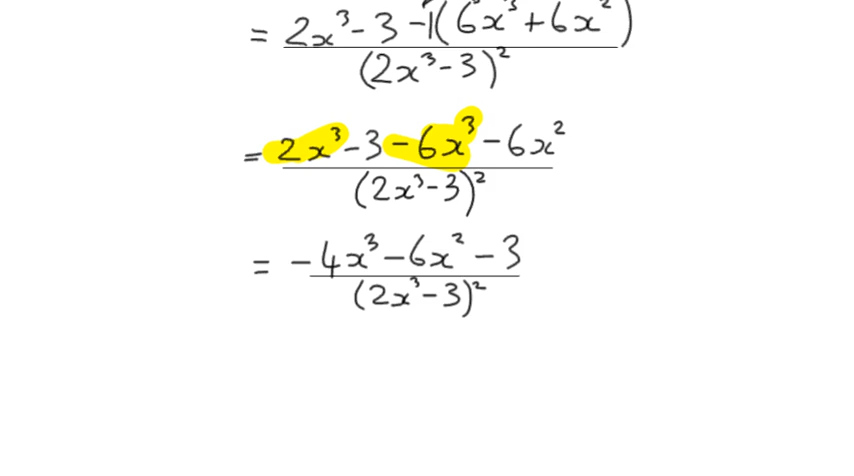 = 2x³ - 3 - 1(6x³ + 6x²)
(2x³ - 3)²
= 2x³ - 3 - 6x³ - 6x²
(2x³ - 3)²
= -4x³ - 6x² - 3
(2x³ - 3)²